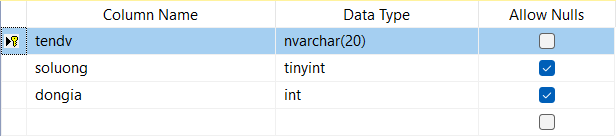 Column Name Data Type Allow Nulls
tendv nvarchar(20)
soluong tinyint
dongia int